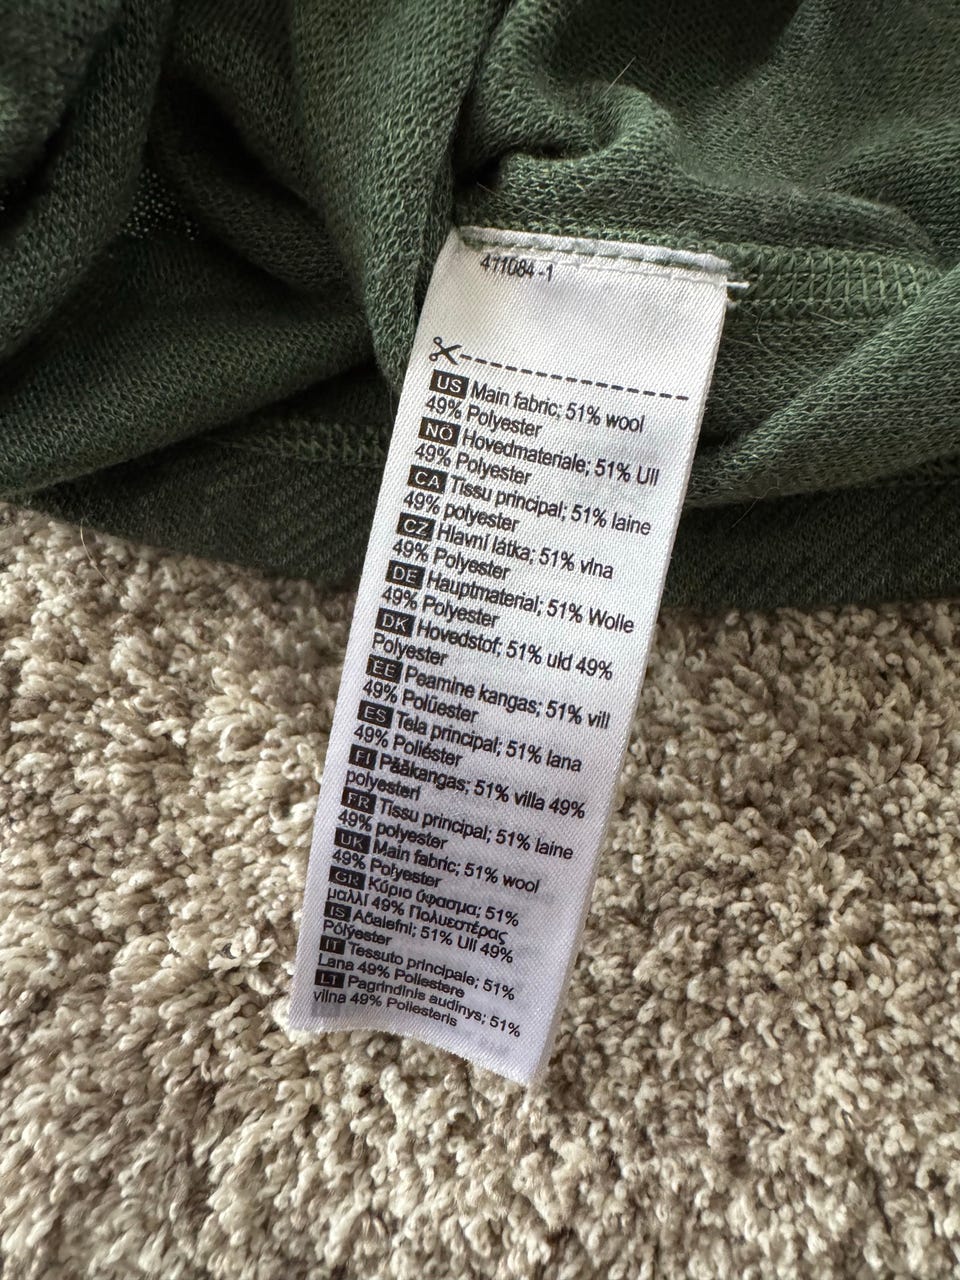 411084-1
US Main fabric; 51% wool
49% Polyester
NO Hovedmateriale; 51% Ull
49% Polyester
CA Tissu principal; 51% laine
49% polyester
CZ Hlavní látka; 51% vlna
49% Polyester
DE Hauptmaterial; 51% Wolle
49% Polyester
DK Hovedstof; 51% uld 49%
Polyester
EE Peamine kangas; 51% vill
49% Polüester
ES Tela principal; 51% lana
49% Poliéster
FI Pääkangas; 51% villa 49%
polyesteri
FR Tissu principal; 51% laine
49% polyester
UK Main fabric; 51% wool
49% Polyester
GR Κύριο ύφασμα; 51%
μαλλί 49% Πολυεστέρας
IS Aðalefni; 51% Ull 49%
Pólýester
IT Tessuto principale; 51%
Lana 49% Poliestere
LT Pagrindinis audinys; 51%
vilna 49% Poliesteris